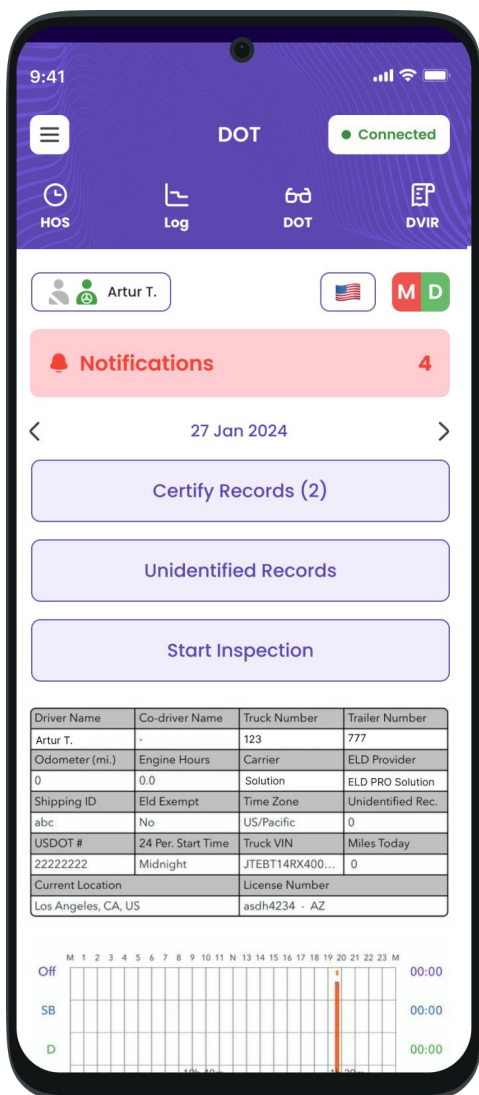 9:41
DOT
Connected
HOS Log DOT DVIR
Artur T. M D
Notifications 4
27 Jan 2024
Certify Records (2)
Unidentified Records
Start Inspection
Driver Name Co-driver Name Truck Number Trailer Number
Artur T. - 123 777
Odometer (mi.) Engine Hours Carrier ELD Provider
0 0.0 Solution ELD PRO Solution
Shipping ID Eld Exempt Time Zone Unidentified Rec.
abc No US/Pacific 0
USDOT # 24 Per. Start Time Truck VIN Miles Today
22222222 Midnight JTEBT14RX400... 0
Current Location License Number
Los Angeles, CA, US asdh4234 - AZ
M 1 2 3 4 5 6 7 8 9 10 11 N 13 14 15 16 17 18 19 20 21 22 23 M
Off 00:00
SB 00:00
D 00:00